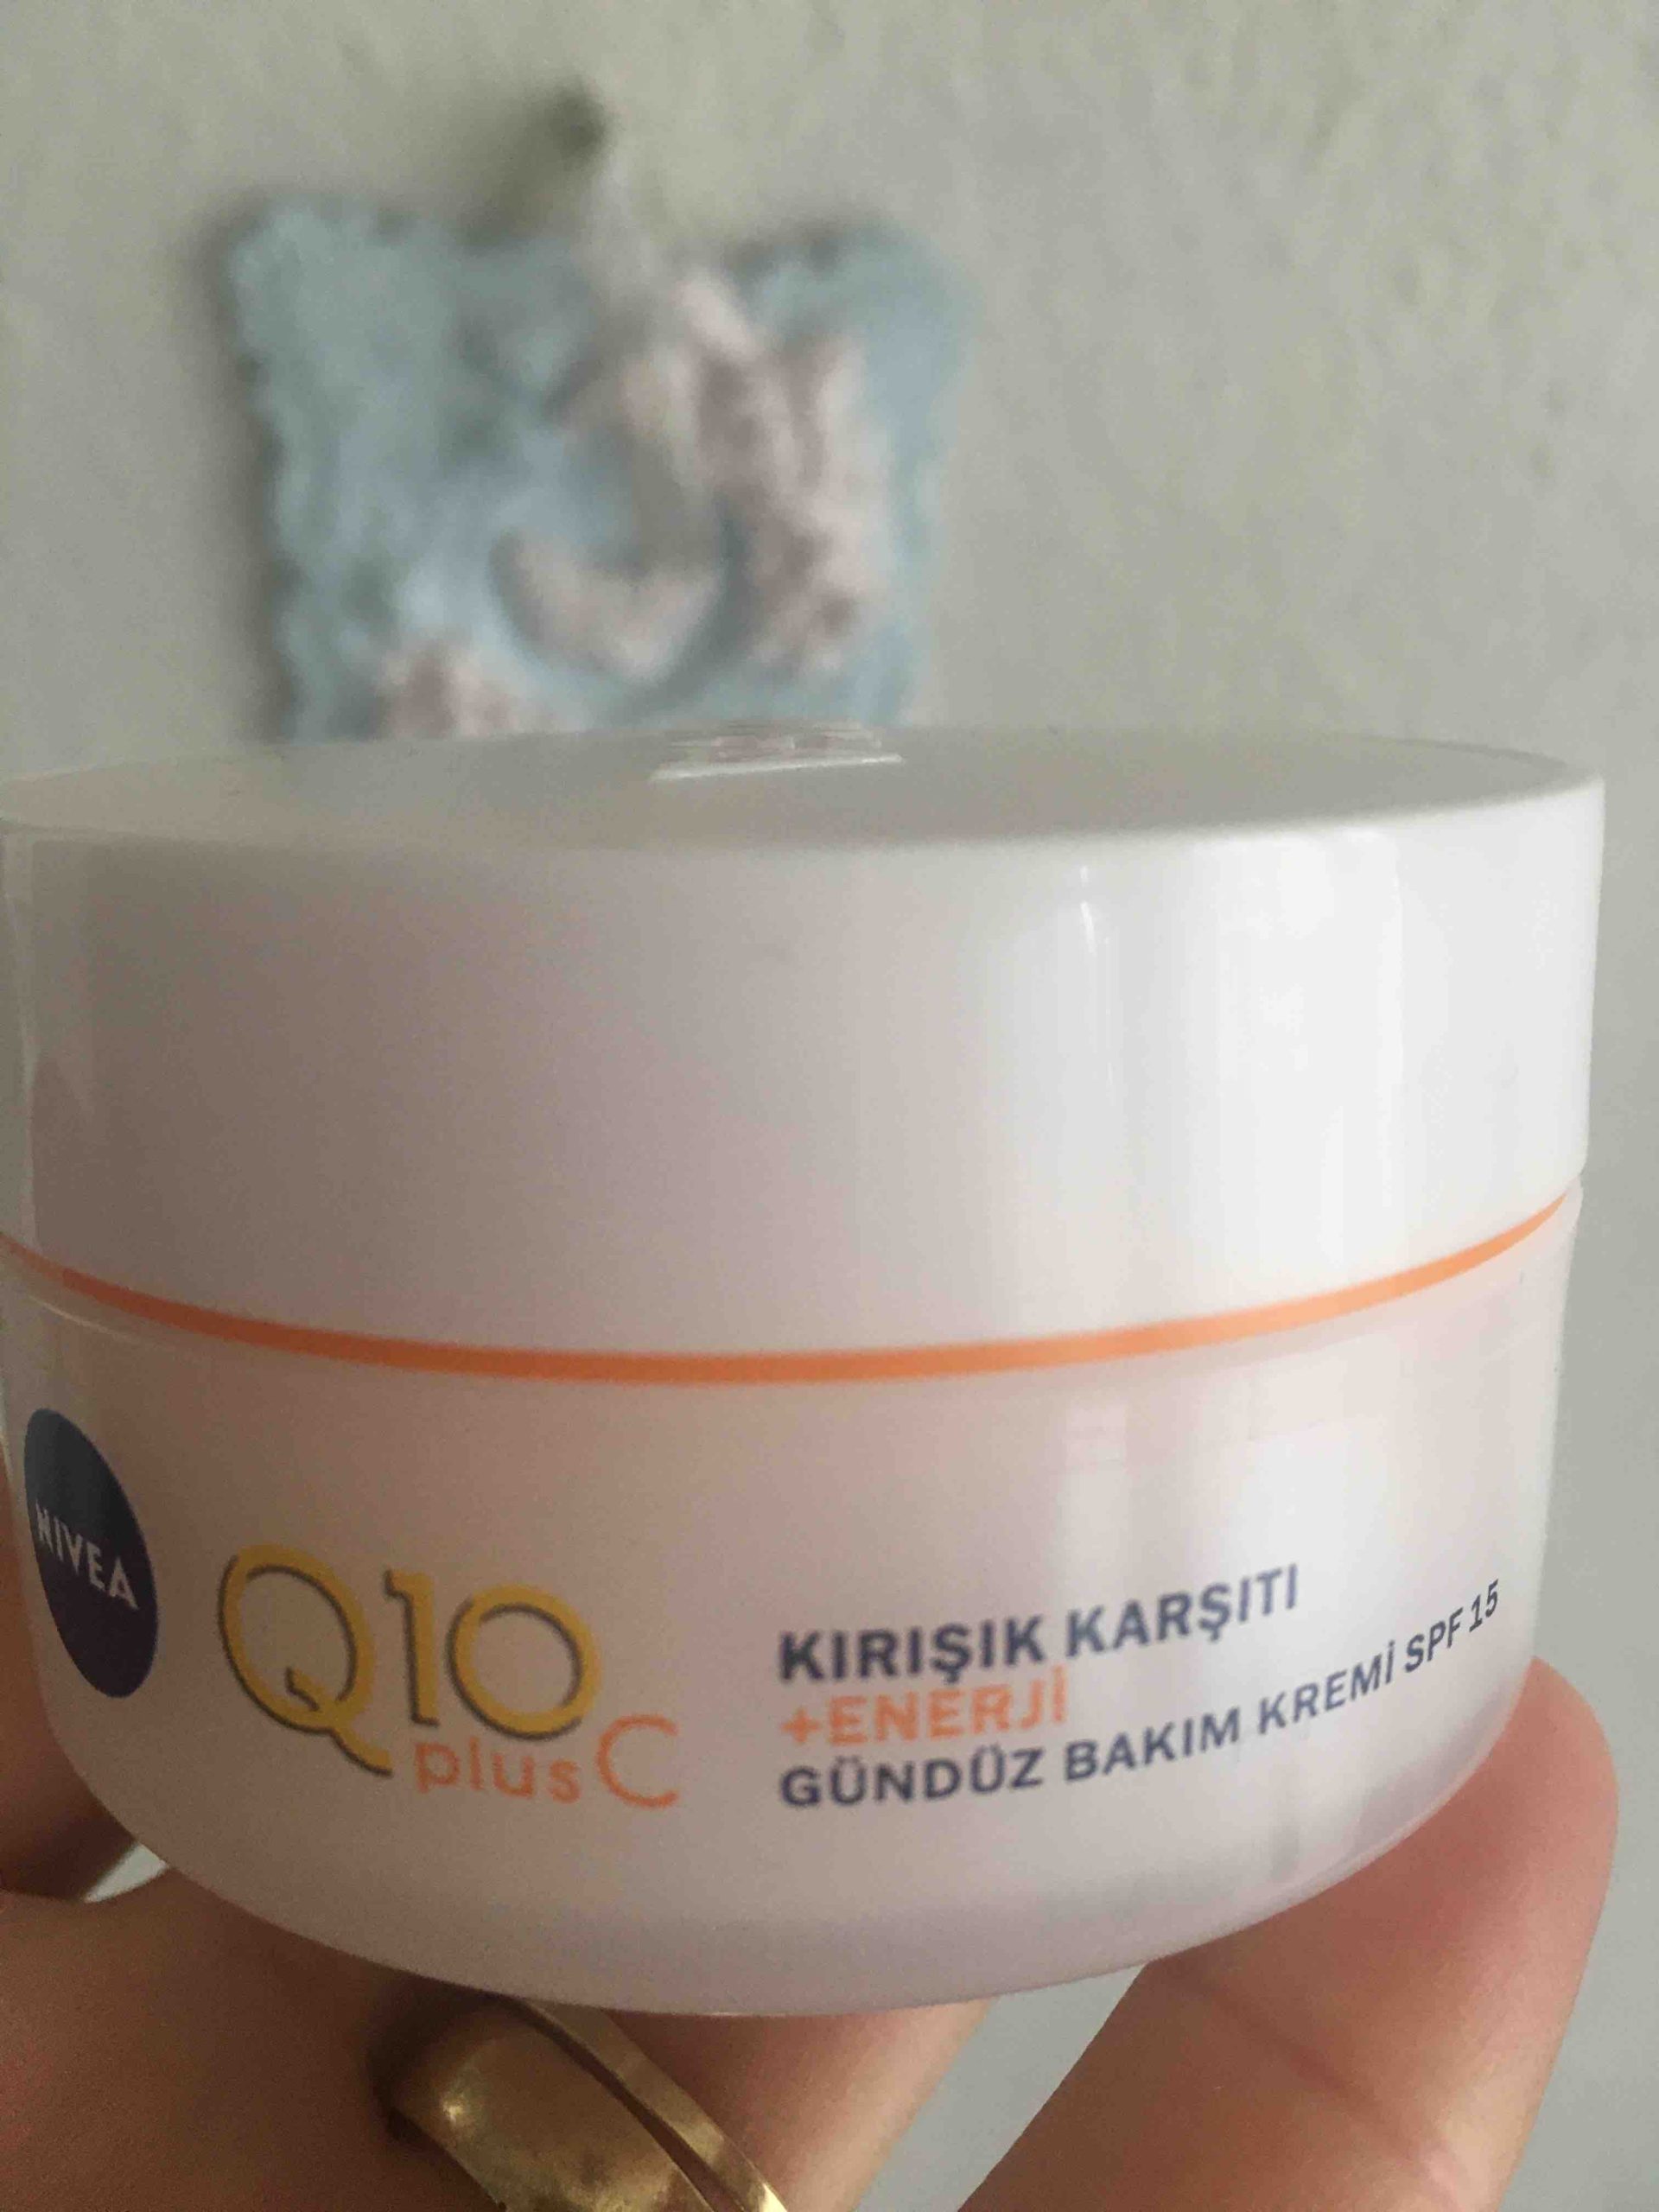 NIVEA
Q10
plus C
KIRIŞIK KARŞITI
+ENERJİ
GÜNDÜZ BAKIM KREMİ SPF 15